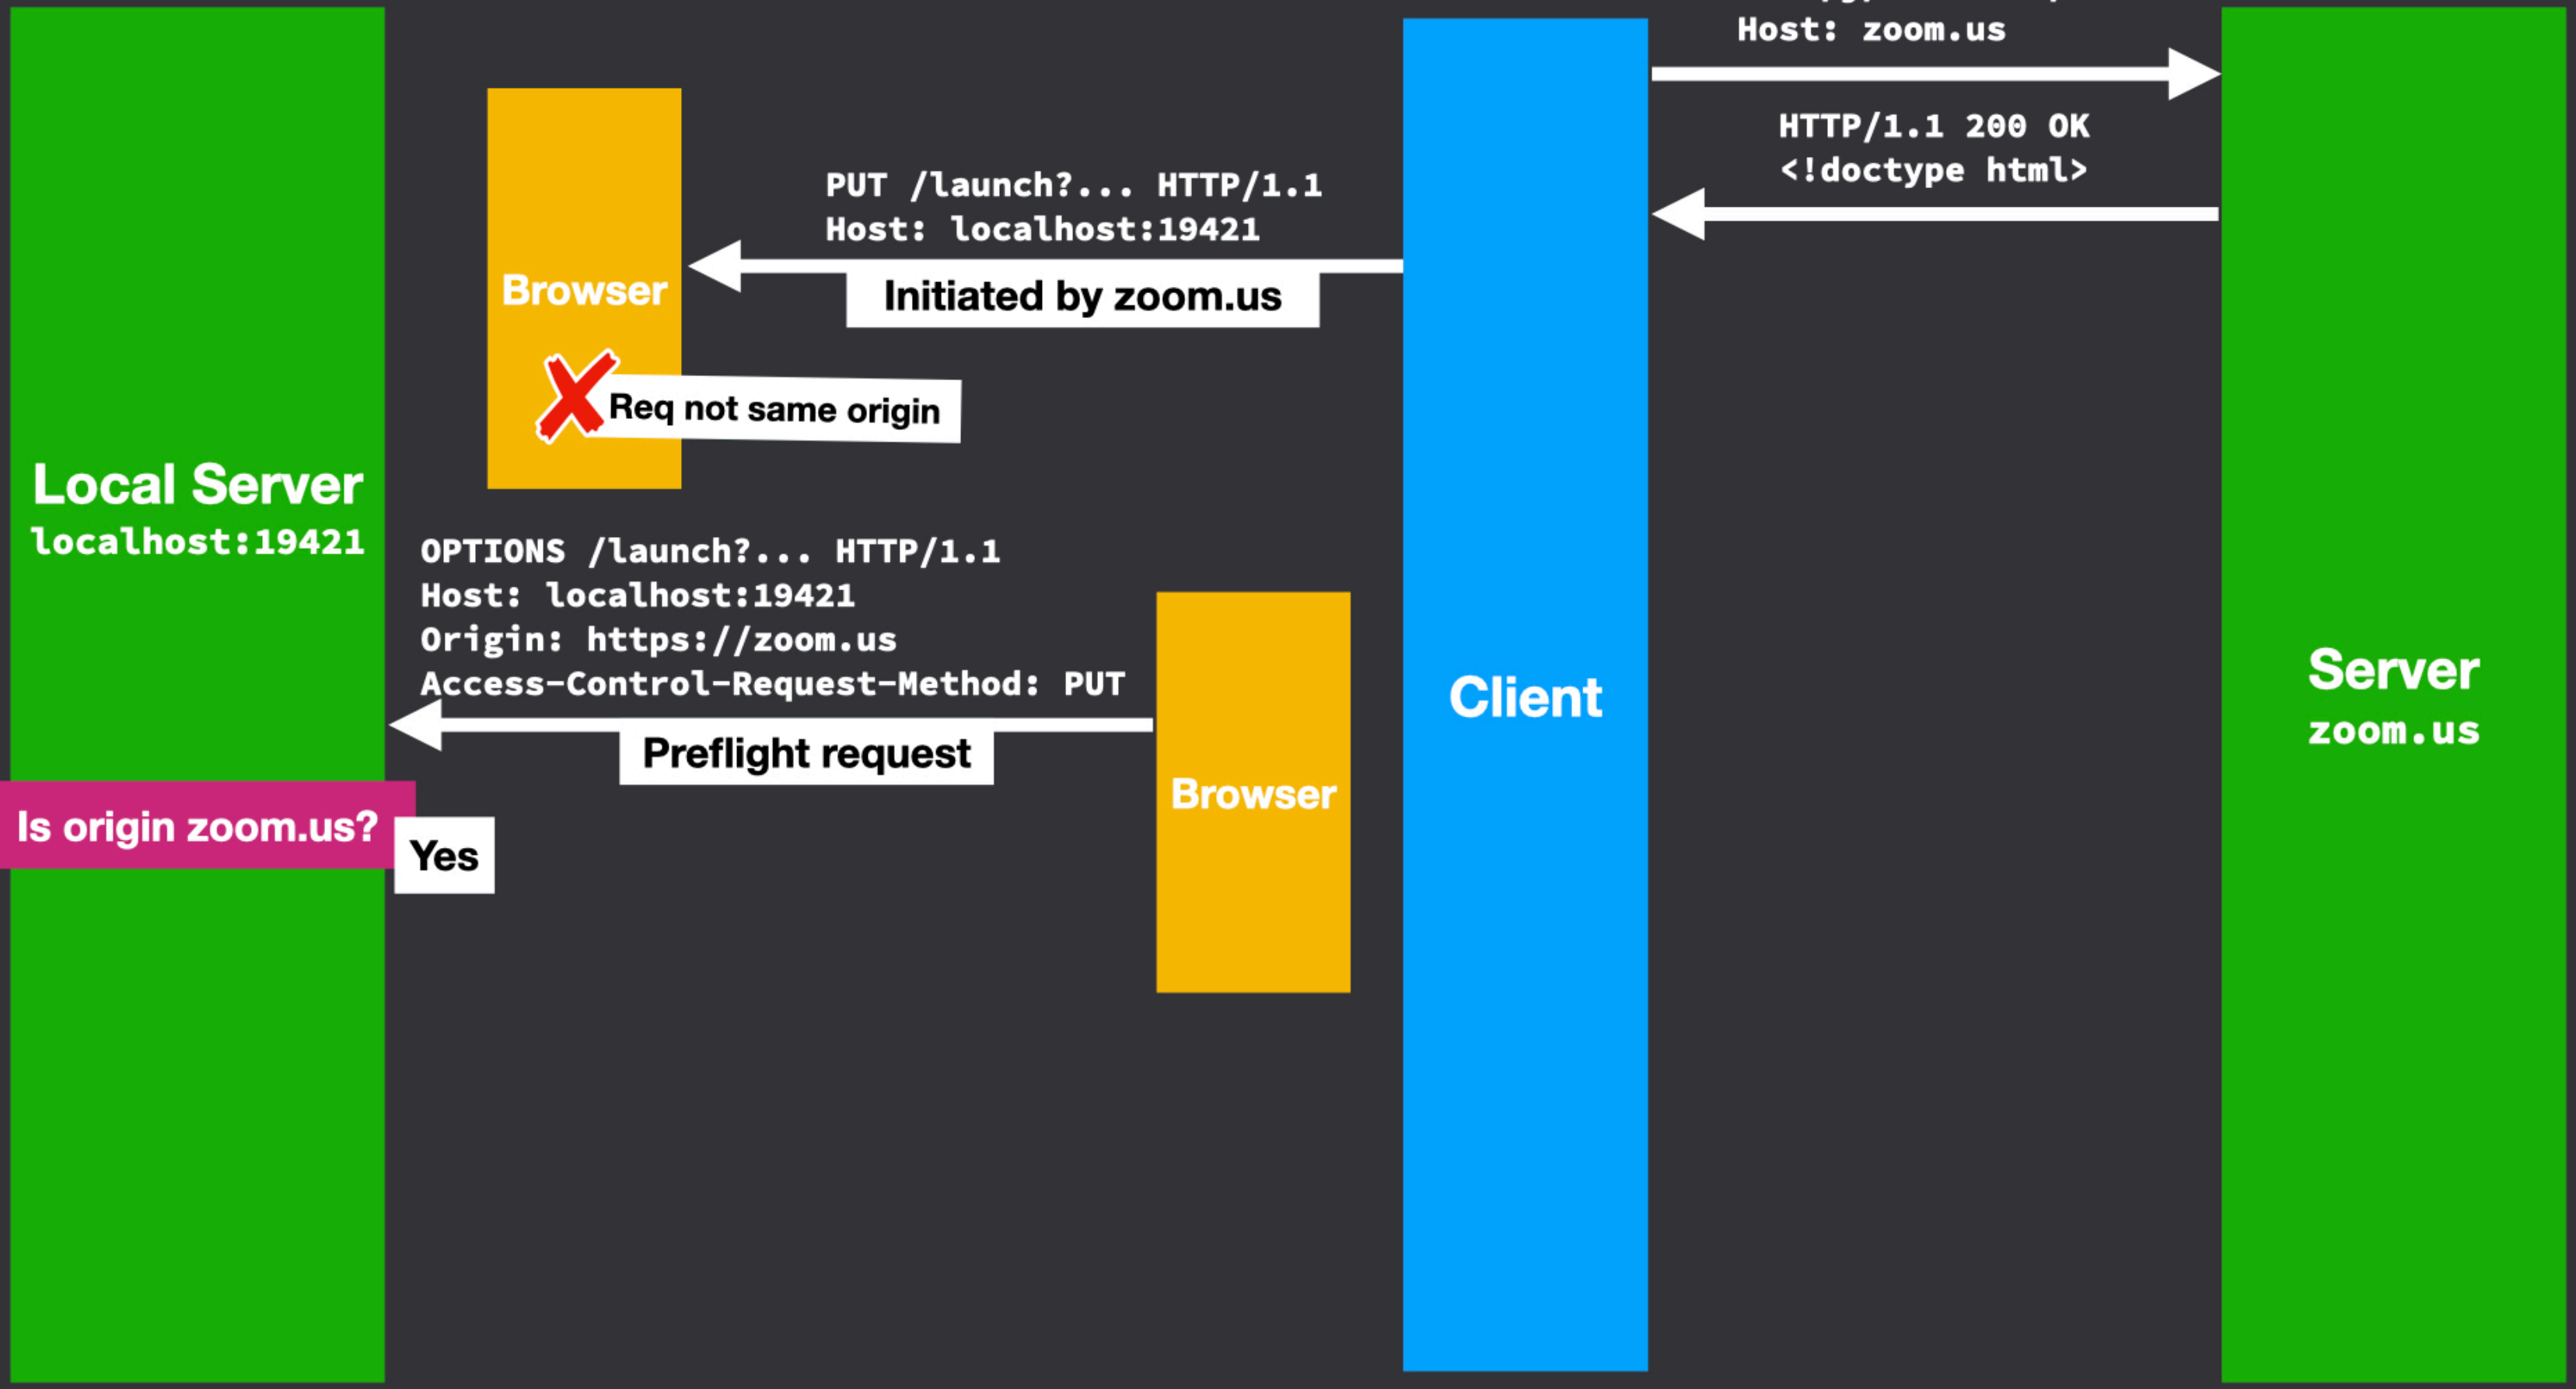 Host: zoom.us
HTTP/1.1 200 OK
<!doctype html>
PUT /launch?... HTTP/1.1
Host: localhost:19421
Initiated by zoom.us
Browser
Req not same origin
Local Server
localhost:19421
OPTIONS /launch?... HTTP/1.1
Host: localhost:19421
Origin: https://zoom.us
Access-Control-Request-Method: PUT
Preflight request
Browser
Is origin zoom.us?
Yes
Client
Server
zoom.us